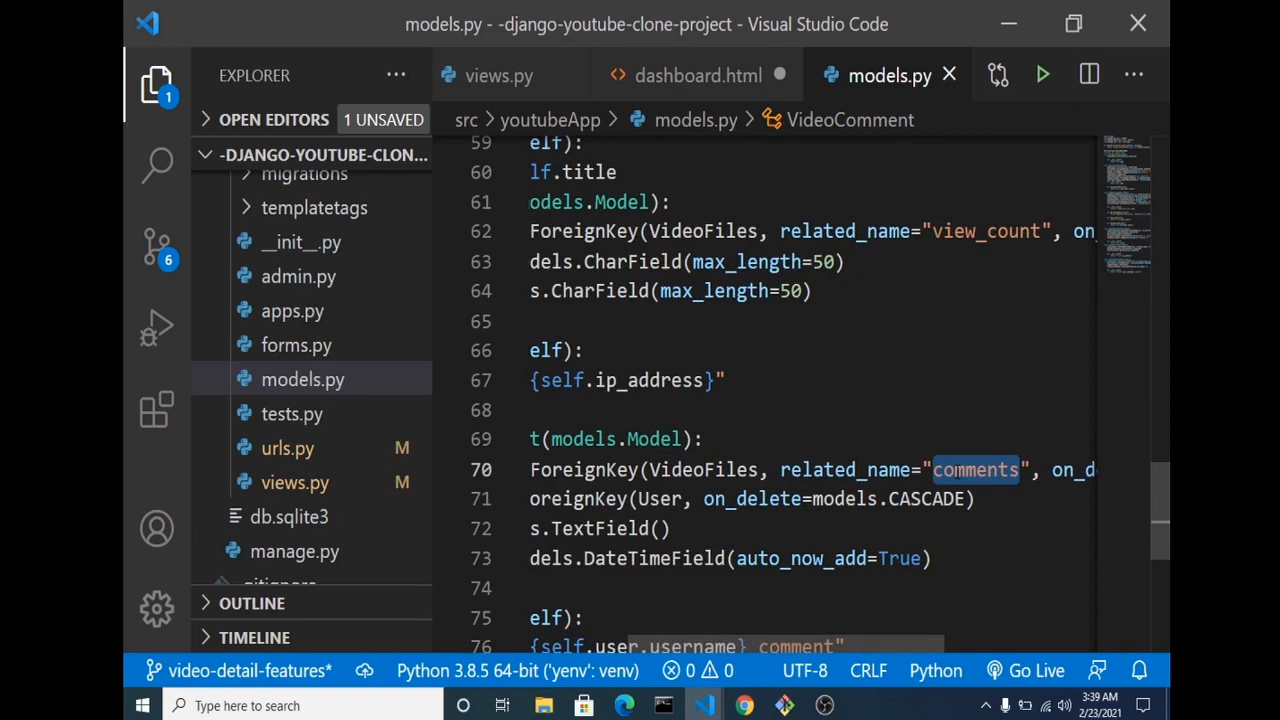 models.py - -django-youtube-clone-project - Visual Studio Code
EXPLORER
views.py
dashboard.html
models.py
OPEN EDITORS
1 UNSAVED
src > youtubeApp > models.py > VideoComment
-DJANGO-YOUTUBE-CLON...
migrations
templatetags
__init__.py
admin.py
apps.py
forms.py
models.py
tests.py
urls.py M
views.py M
db.sqlite3
manage.py
.gitignore
OUTLINE
TIMELINE
1
6
59 elf):
60 lf.title
61 odels.Model):
62 ForeignKey(VideoFiles, related_name="view_count", on_
63 dels.CharField(max_length=50)
64 s.CharField(max_length=50)
65
66 elf):
67 {self.ip_address}"
68
69 t(models.Model):
70 ForeignKey(VideoFiles, related_name="comments", on_de
71 oreignKey(User, on_delete=models.CASCADE)
72 s.TextField()
73 dels.DateTimeField(auto_now_add=True)
74
75 elf):
76 {self.user.username} comment"
video-detail-features*
Python 3.8.5 64-bit ('yenv': venv)
0
0
UTF-8
CRLF
Python
Go Live
Type here to search
3:39 AM
2/23/2021